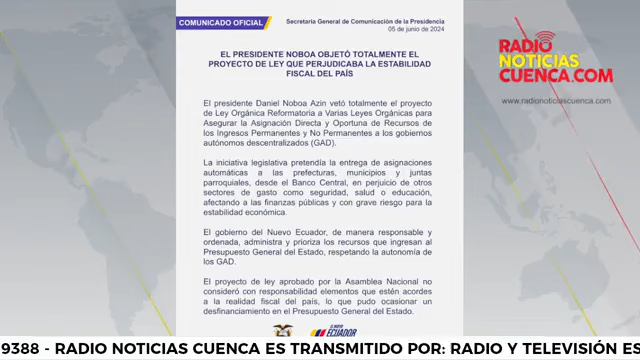 COMUNICADO OFICIAL
Secretaría General de Comunicación de la Presidencia
05 de junio de 2024
EL PRESIDENTE NOBOA OBJETÓ TOTALMENTE EL
PROYECTO DE LEY QUE PERJUDICABA LA ESTABILIDAD
FISCAL DEL PAÍS
El presidente Daniel Noboa Azin vetó totalmente el proyecto
de Ley Orgánica Reformatoria a Varias Leyes Orgánicas para
Asegurar la Asignación Directa y Oportuna de Recursos de
los Ingresos Permanentes y No Permanentes a los gobiernos
autónomos descentralizados (GAD).
La iniciativa legislativa pretendía la entrega de asignaciones
automáticas a las prefecturas, municipios y juntas
parroquiales, desde el Banco Central, en perjuicio de otros
sectores de gasto como seguridad, salud o educación,
afectando a las finanzas públicas y con grave riesgo para la
estabilidad económica.
El gobierno del Nuevo Ecuador, de manera responsable y
ordenada, administra y prioriza los recursos que ingresan al
Presupuesto General del Estado, respetando la autonomía de
los GAD.
El proyecto de ley aprobado por la Asamblea Nacional no
consideró con responsabilidad elementos que estén acordes
a la realidad fiscal del país, lo que pudo ocasionar un
desfinanciamiento en el Presupuesto General del Estado.
EL NUEVO
ECUADOR
RADIO
NOTICIAS
CUENCA.COM
www.radionoticiascuenca.com
9388 - RADIO NOTICIAS CUENCA ES TRANSMITIDO POR: RADIO Y TELEVISIÓN ES